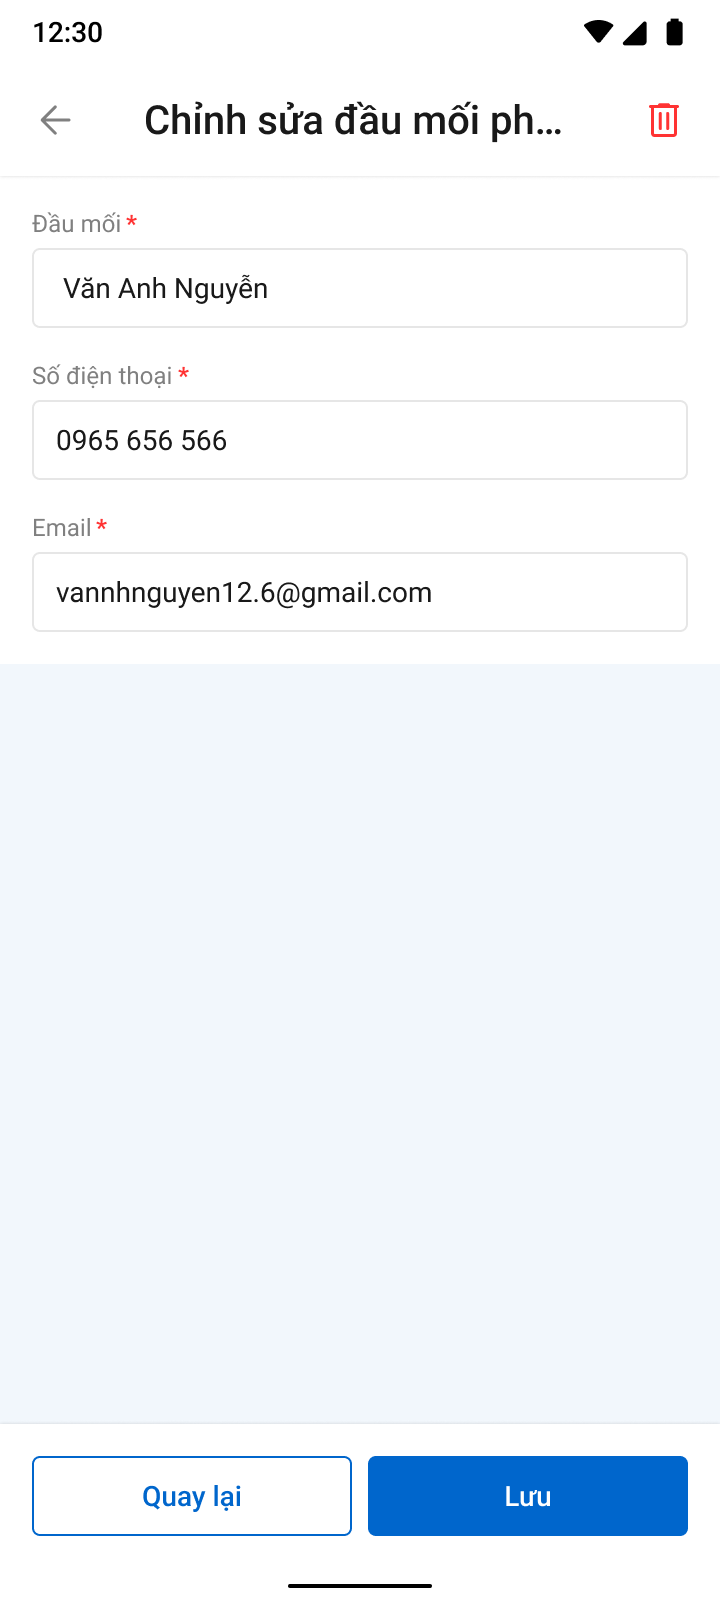 12:30
Chỉnh sửa đầu mối ph...
Đầu mối *
Văn Anh Nguyễn
Số điện thoại *
0965 656 566
Email *
vannhnguyen12.6@gmail.com
Quay lại
Lưu